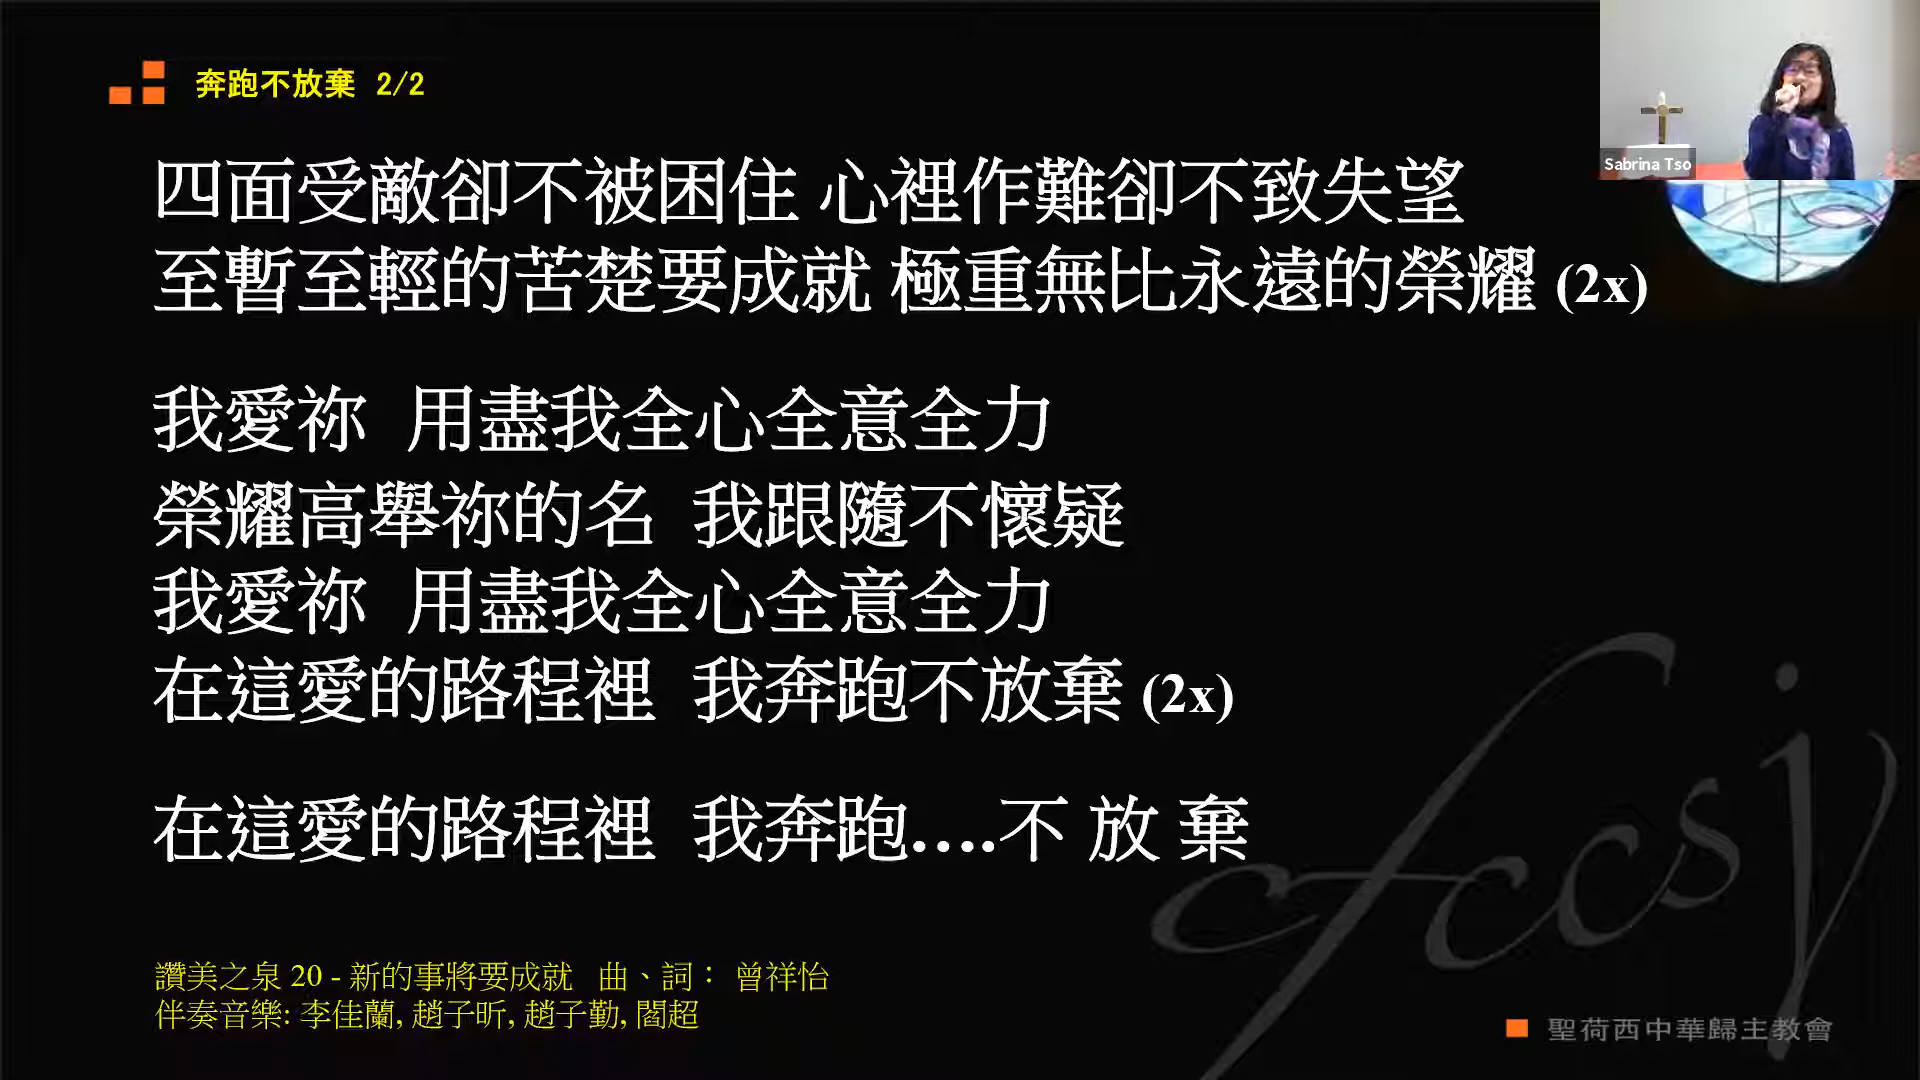 奔跑不放棄 2/2
Sabrina Tso
四面受敵卻不被困住 心裡作難卻不致失望
至暫至輕的苦楚要成就 極重無比永遠的榮耀 (2x)
我愛祢 用盡我全心全意全力
榮耀高舉祢的名 我跟隨不懷疑
我愛祢 用盡我全心全意全力
在這愛的路程裡 我奔跑不放棄 (2x)
在這愛的路程裡 我奔跑....不 放 棄
cfccsj
讚美之泉 20 - 新的事將要成就 曲、詞： 曾祥怡
伴奏音樂: 李佳蘭, 趙子昕, 趙子勤, 閻超
聖荷西中華歸主教會